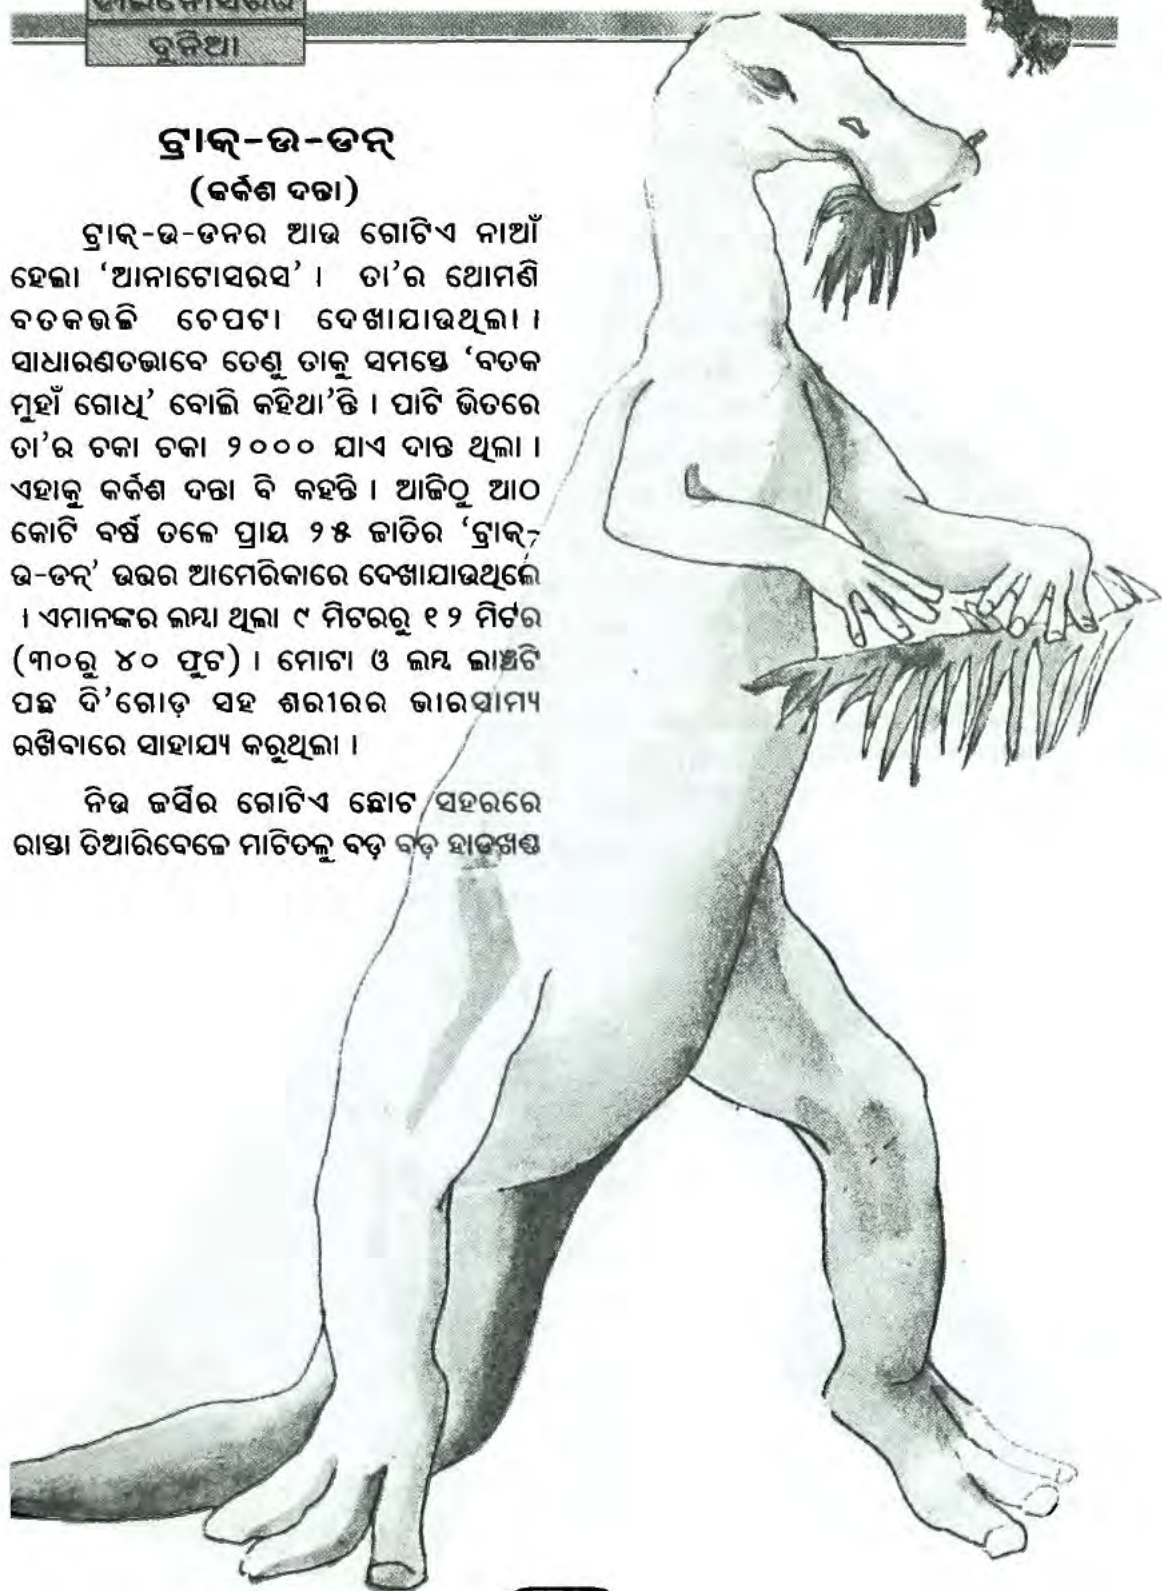 ଡାଇନୋସରର
ଦୁନିଆ
ଟ୍ରାକ୍-ଉ-ଡନ୍
(କର୍କଶ ଦନ୍ତା)
ଟ୍ରାକ୍-ଉ-ଡନର ଆଉ ଗୋଟିଏ ନାଆଁ
ହେଲା ‘ଆନାଟୋସରସ’ । ତା’ର ଥୋମଣି
ବତକଭଳି ଚେପଟା ଦେଖାଯାଉଥିଲା ।
ସାଧାରଣତଭାବେ ତେଣୁ ତାକୁ ସମସ୍ତେ ‘ବତକ
ମୁହାଁ ଗୋଧି’ ବୋଲି କହିଥା’ନ୍ତି । ପାଟି ଭିତରେ
ତା’ର ଚକା ଚକା ୨୦୦୦ ଯାଏ ଦାନ୍ତ ଥିଲା ।
ଏହାକୁ କର୍କଶ ଦନ୍ତା ବି କହନ୍ତି । ଆଜିଠୁ ଆଠ
କୋଟି ବର୍ଷ ତଳେ ପ୍ରାୟ ୨୫ ଜାତିର ‘ଟ୍ରାକ୍-
ଉ-ଡନ୍’ ଉତ୍ତର ଆମେରିକାରେ ଦେଖାଯାଉଥିଲେ
। ଏମାନଙ୍କର ଲମ୍ବା ଥିଲା ୯ ମିଟରରୁ ୧୨ ମିଟର
(୩୦ରୁ ୪୦ ଫୁଟ) । ମୋଟା ଓ ଲମ୍ବ ଲାଞ୍ଜଟି
ପଛ ଦି’ଗୋଡ଼ ସହ ଶରୀରର ଭାରସାମ୍ୟ
ରଖିବାରେ ସାହାଯ୍ୟ କରୁଥିଲା ।
ନିଉ ଜର୍ସିର ଗୋଟିଏ ଛୋଟ ସହରରେ
ରାସ୍ତା ତିଆରିବେଳେ ମାଟିତଳୁ ବଡ଼ ବଡ଼ ହାଡ଼ଖଣ୍ଡ